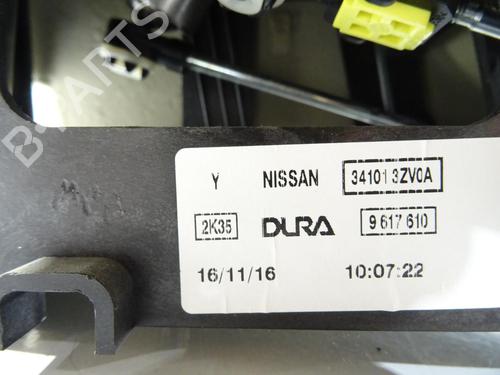 B-PARTS
Y NISSAN 34101 3ZV0A
2K35 DURA 9 617 610
16/11/16 10:07:22